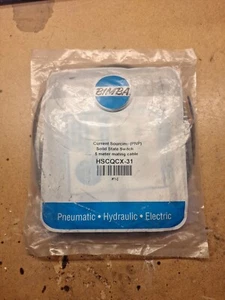 BIMBA
Current Sourcing (PNP)
Solid State Switch
5 meter mating cable
HSCQCX-31
Pneumatic • Hydraulic • Electric